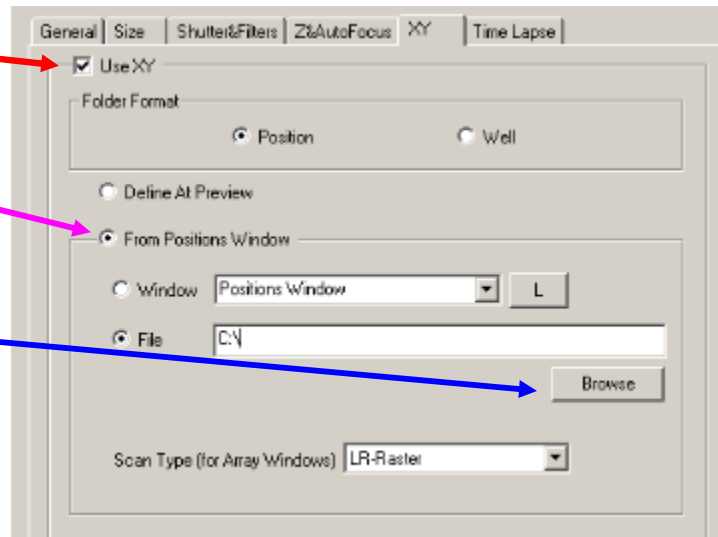 General Size Shutter&Filters Z&AutoFocus XY Time Lapse
Use XY
Folder Format
Position Well
Define At Preview
From Positions Window
Window Positions Window L
File C:\
Browse
Scan Type (for Array Windows) LR-Raster